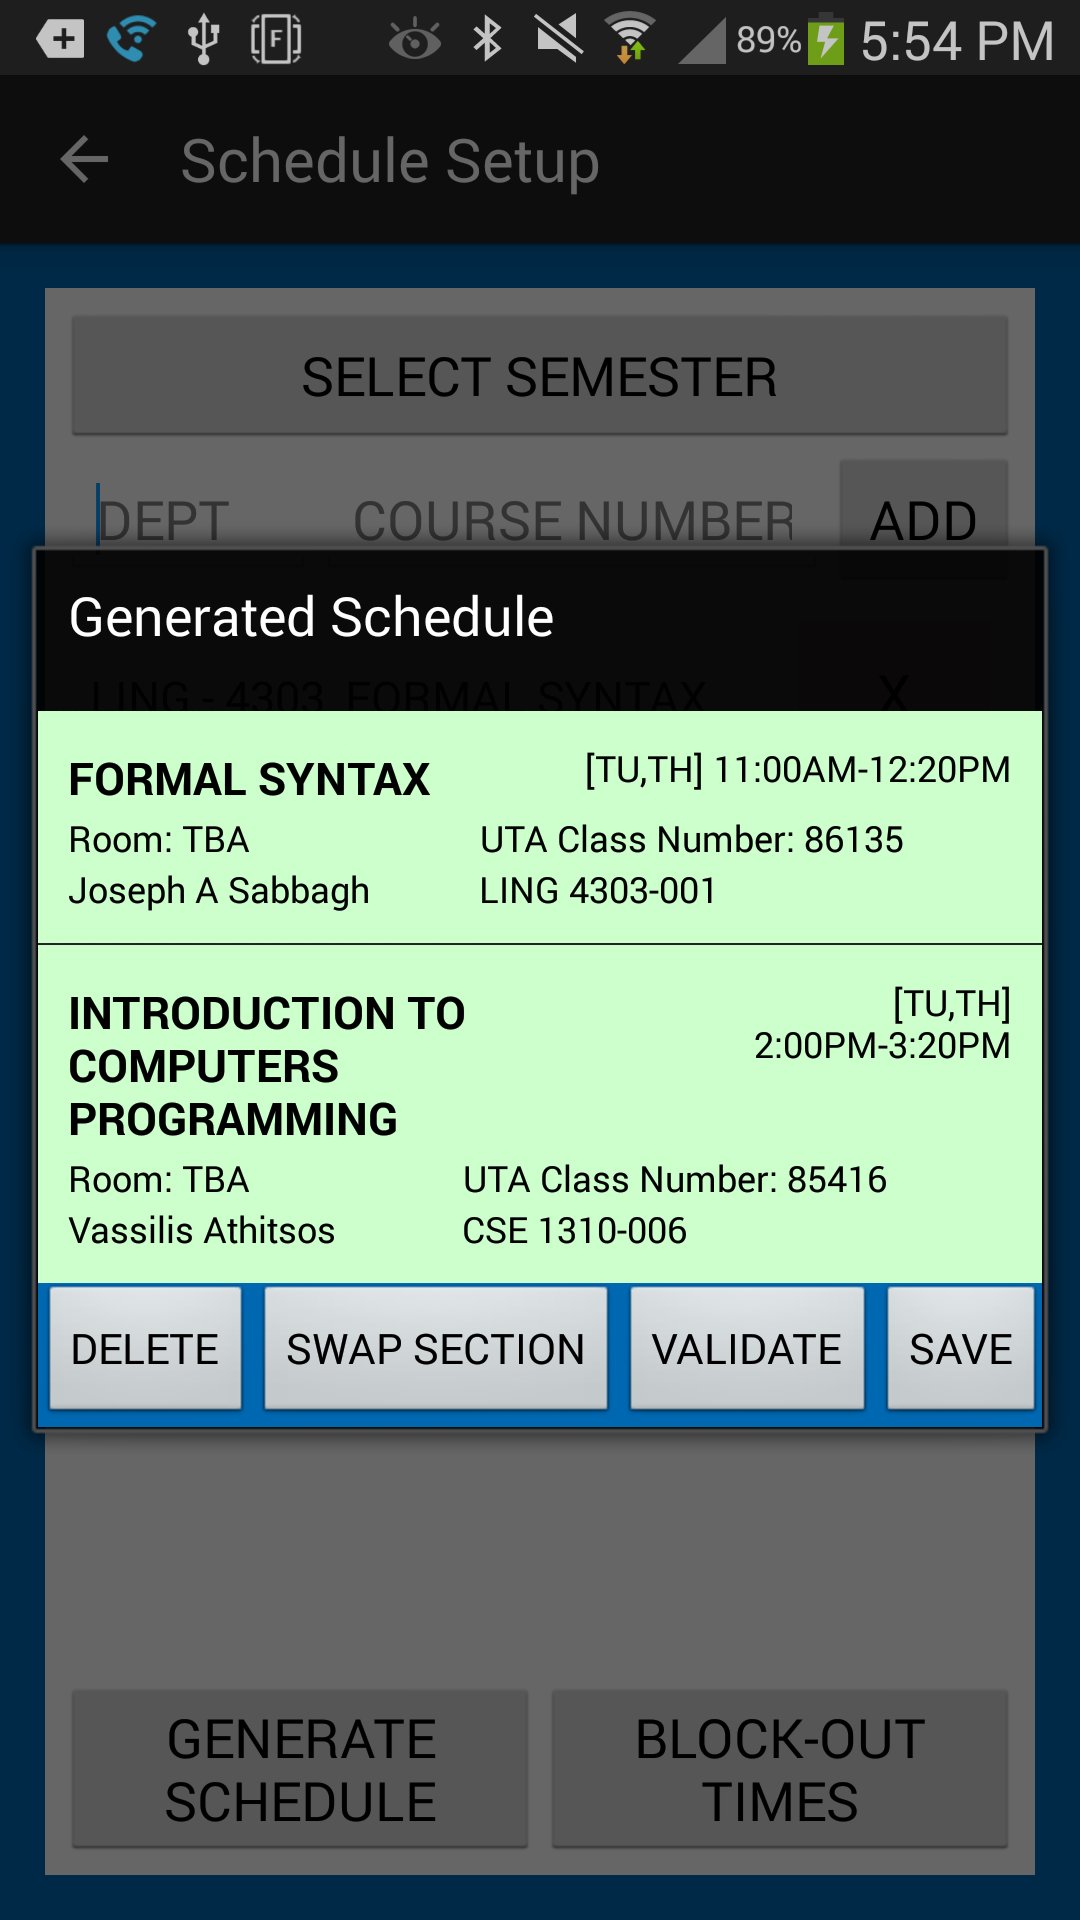 89% 5:54 PM
Schedule Setup
SELECT SEMESTER
DEPT COURSE NUMBER ADD
Generated Schedule
LING - 4303 FORMAL SYNTAX X
FORMAL SYNTAX [TU,TH] 11:00AM-12:20PM
Room: TBA UTA Class Number: 86135
Joseph A Sabbagh LING 4303-001
INTRODUCTION TO [TU,TH]
COMPUTERS 2:00PM-3:20PM
PROGRAMMING
Room: TBA UTA Class Number: 85416
Vassilis Athitsos CSE 1310-006
DELETE SWAP SECTION VALIDATE SAVE
GENERATE BLOCK-OUT
SCHEDULE TIMES